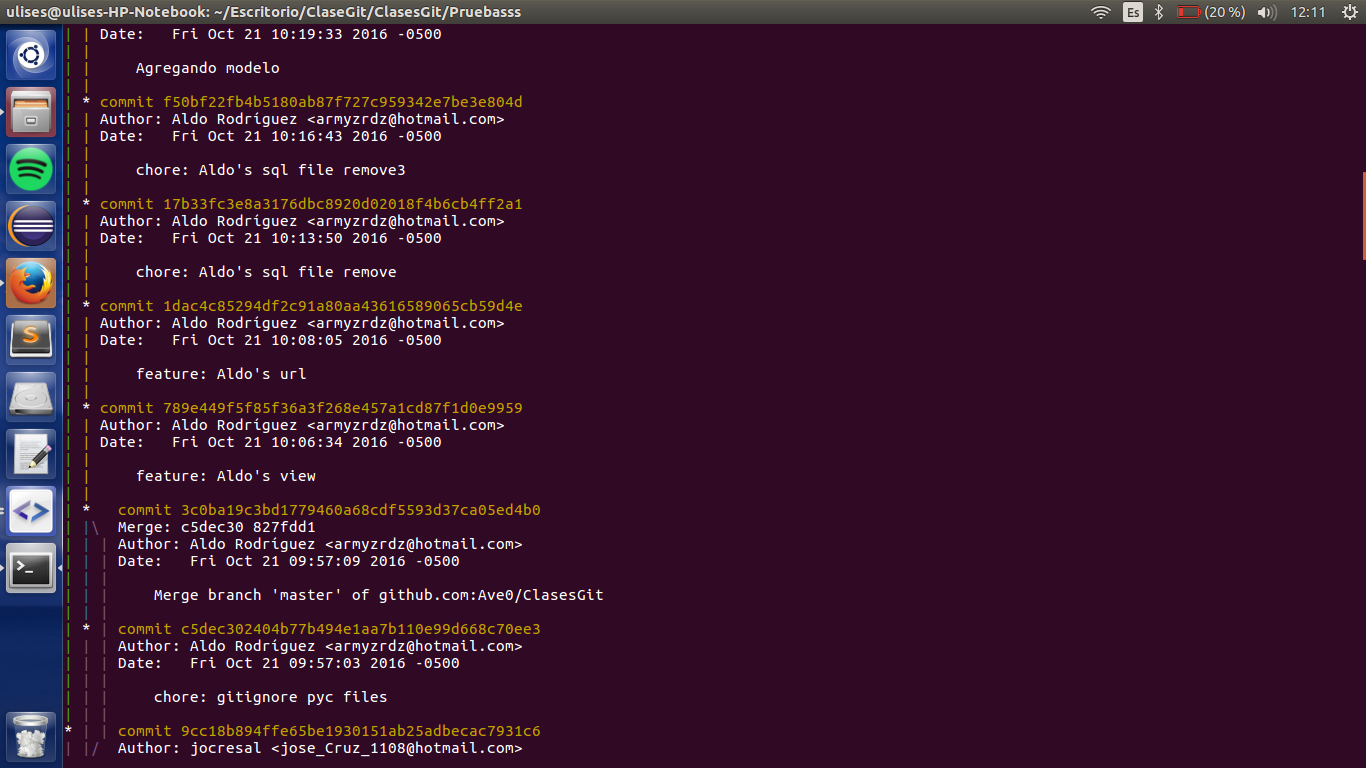 ulises@ulises-HP-Notebook: ~/Escritorio/ClaseGit/ClasesGit/Pruebasss
Es
(20 %)
12:11
| | Date:   Fri Oct 21 10:19:33 2016 -0500
| |
| |     Agregando modelo
| |
| * commit f50bf22fb4b5180ab87f727c959342e7be3e804d
| | Author: Aldo Rodríguez <armyzrdz@hotmail.com>
| | Date:   Fri Oct 21 10:16:43 2016 -0500
| |
| |     chore: Aldo's sql file remove3
| |
| * commit 17b33fc3e8a3176dbc8920d02018f4b6cb4ff2a1
| | Author: Aldo Rodríguez <armyzrdz@hotmail.com>
| | Date:   Fri Oct 21 10:13:50 2016 -0500
| |
| |     chore: Aldo's sql file remove
| |
| * commit 1dac4c85294df2c91a80aa43616589065cb59d4e
| | Author: Aldo Rodríguez <armyzrdz@hotmail.com>
| | Date:   Fri Oct 21 10:08:05 2016 -0500
| |
| |     feature: Aldo's url
| |
| * commit 789e449f5f85f36a3f268e457a1cd87f1d0e9959
| | Author: Aldo Rodríguez <armyzrdz@hotmail.com>
| | Date:   Fri Oct 21 10:06:34 2016 -0500
| |
| |     feature: Aldo's view
| |
| *   commit 3c0ba19c3bd1779460a68cdf5593d37ca05ed4b0
| |\  Merge: c5dec30 827fdd1
| | | Author: Aldo Rodríguez <armyzrdz@hotmail.com>
| | | Date:   Fri Oct 21 09:57:09 2016 -0500
| | |
| | |     Merge branch 'master' of github.com:Ave0/ClasesGit
| | |
| * | commit c5dec302404b77b494e1aa7b110e99d668c70ee3
| | | Author: Aldo Rodríguez <armyzrdz@hotmail.com>
| | | Date:   Fri Oct 21 09:57:03 2016 -0500
| | |
| | |     chore: gitignore pyc files
| | |
* | | commit 9cc18b894ffe65be1930151ab25adbecac7931c6
| |/  Author: jocresal <jose_Cruz_1108@hotmail.com>